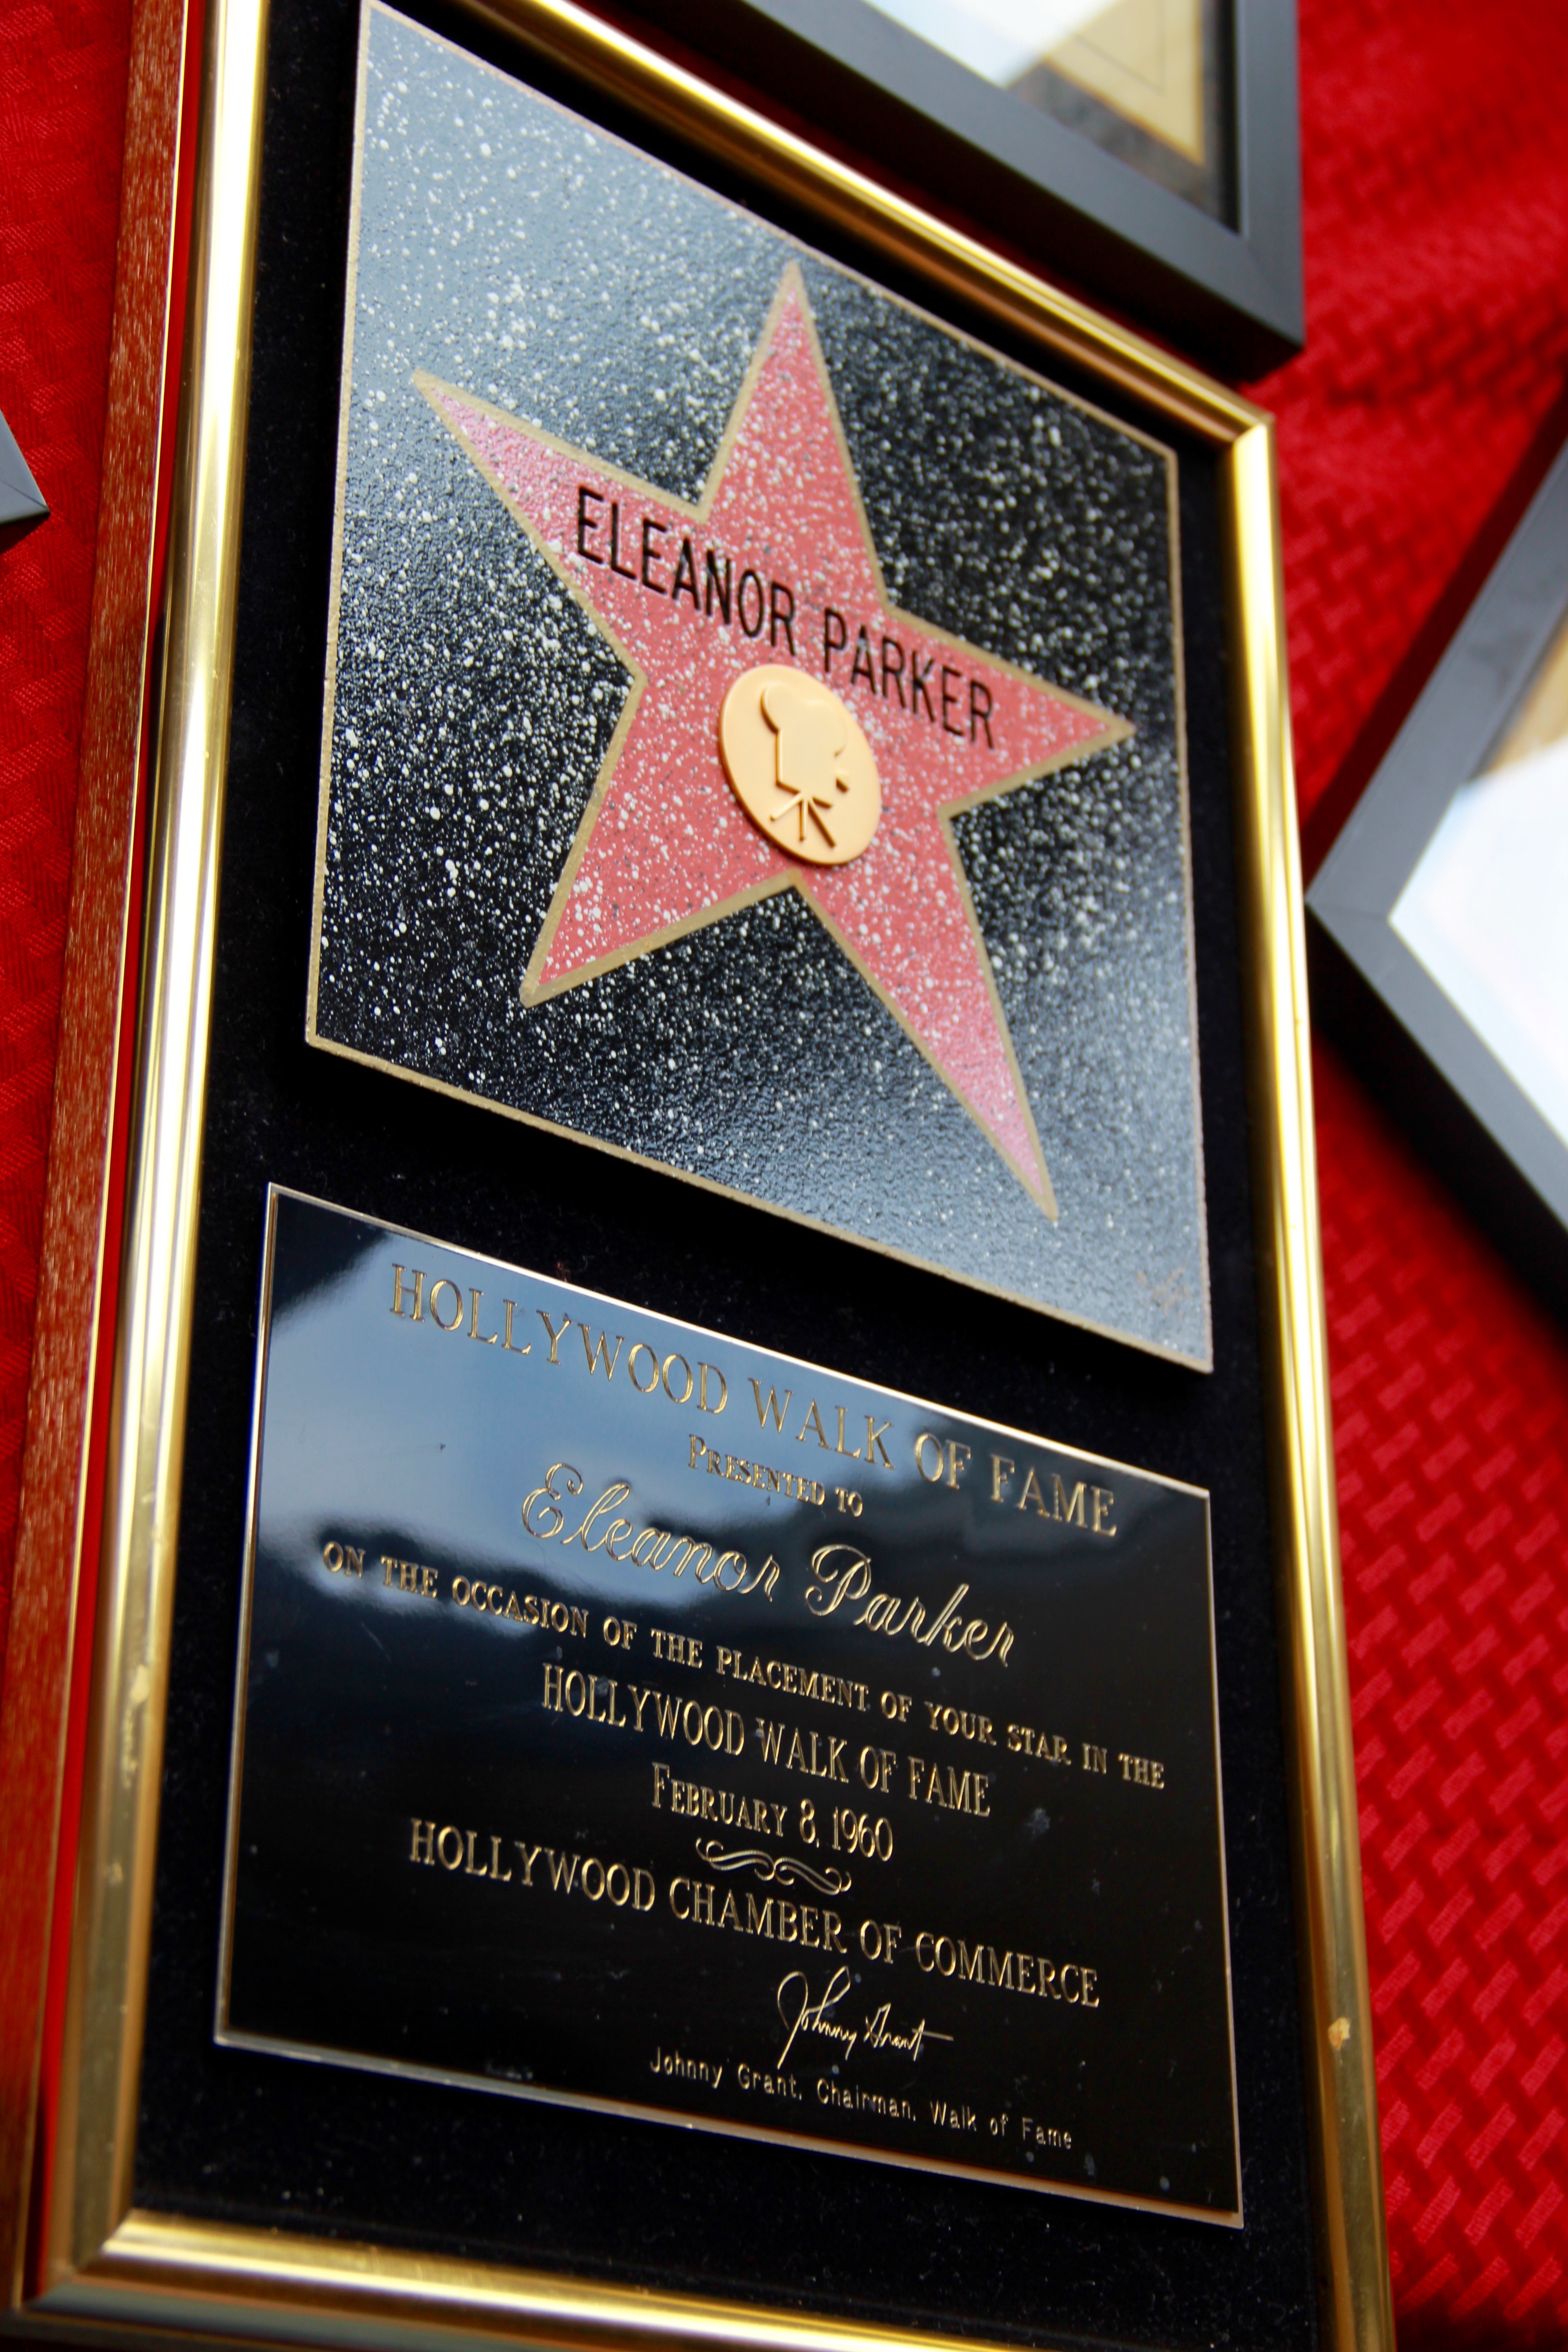 ELEANOR PARKER
HOLLYWOOD WALK OF FAME
PRESENTED TO
Eleanor Parker
ON THE OCCASION OF THE PLACEMENT OF YOUR STAR IN THE
HOLLYWOOD WALK OF FAME
FEBRUARY 8, 1960
HOLLYWOOD CHAMBER OF COMMERCE
Johnny Grant
Johnny Grant, Chairman, Walk of Fame